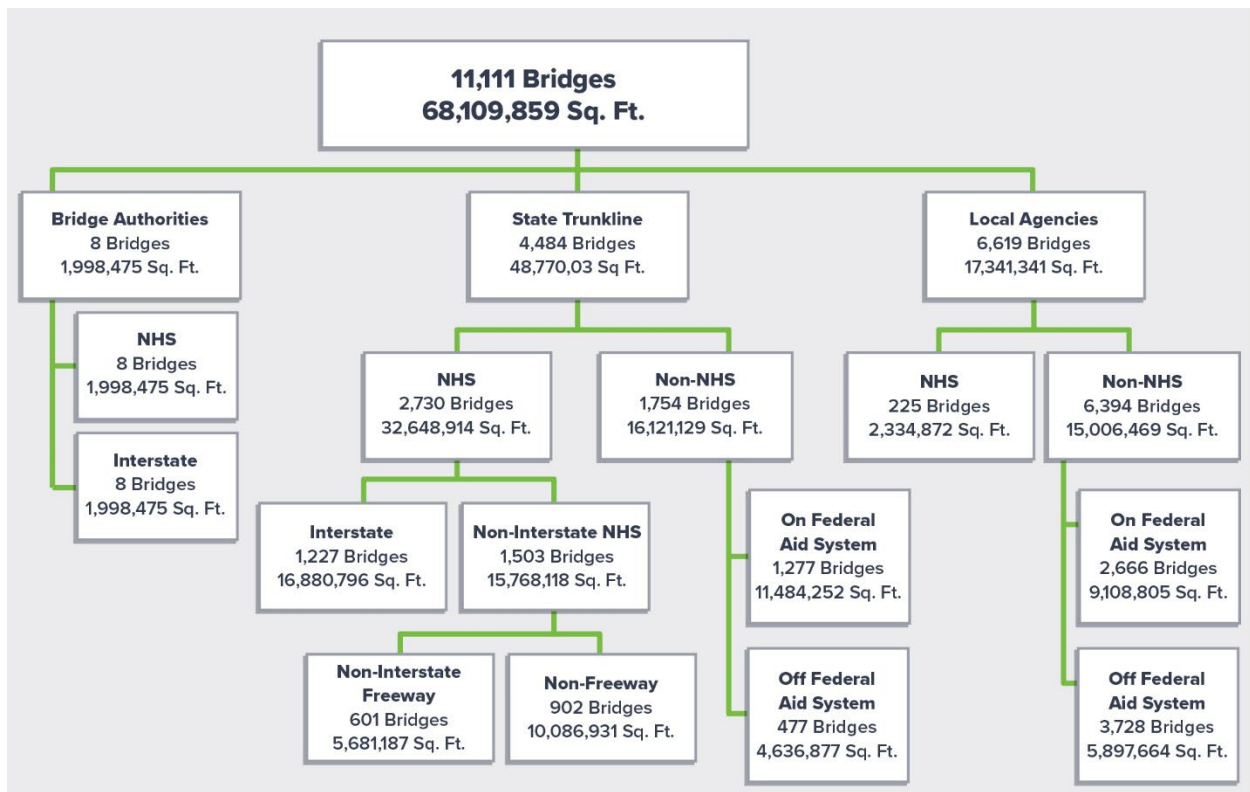 11,111 Bridges
68,109,859 Sq. Ft.
Bridge Authorities
8 Bridges
1,998,475 Sq. Ft.
NHS
8 Bridges
1,998,475 Sq. Ft.
Interstate
8 Bridges
1,998,475 Sq. Ft.
State Trunkline
4,484 Bridges
48,770,03 Sq Ft.
NHS
2,730 Bridges
32,648,914 Sq. Ft.
Interstate
1,227 Bridges
16,880,796 Sq. Ft.
Non-Interstate NHS
1,503 Bridges
15,768,118 Sq. Ft.
Non-Interstate
Freeway
601 Bridges
5,681,187 Sq. Ft.
Non-Freeway
902 Bridges
10,086,931 Sq. Ft.
Non-NHS
1,754 Bridges
16,121,129 Sq. Ft.
On Federal
Aid System
1,277 Bridges
11,484,252 Sq. Ft.
Off Federal
Aid System
477 Bridges
4,636,877 Sq. Ft.
Local Agencies
6,619 Bridges
17,341,341 Sq. Ft.
NHS
225 Bridges
2,334,872 Sq. Ft.
Non-NHS
6,394 Bridges
15,006,469 Sq. Ft.
On Federal
Aid System
2,666 Bridges
9,108,805 Sq. Ft.
Off Federal
Aid System
3,728 Bridges
5,897,664 Sq. Ft.